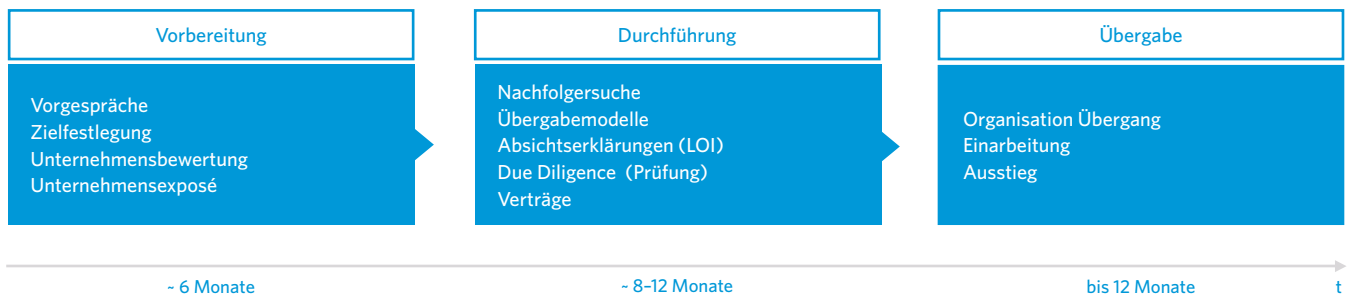 Vorbereitung
Vorgespräche
Zielfestlegung
Unternehmensbewertung
Unternehmensexposé
Durchführung
Nachfolgersuche
Übergabemodelle
Absichtserklärungen (LOI)
Due Diligence (Prüfung)
Verträge
Übergabe
Organisation Übergang
Einarbeitung
Ausstieg
~ 6 Monate
~ 8–12 Monate
bis 12 Monate
t